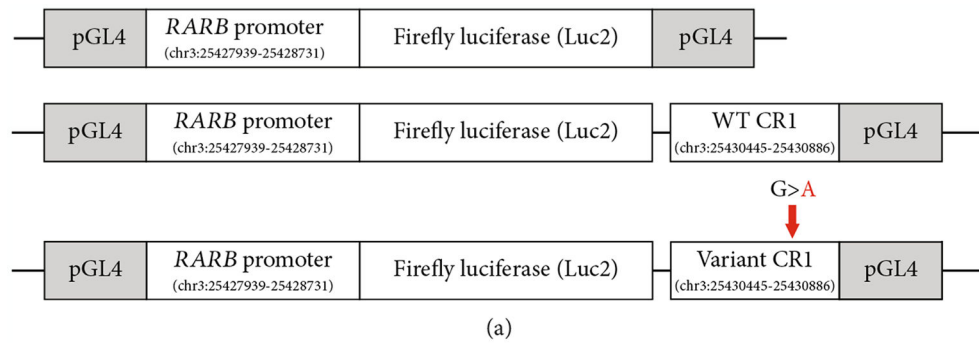 pGL4 RARB promoter Firefly luciferase (Luc2) pGL4
(chr3:25427939-25428731)
pGL4 RARB promoter Firefly luciferase (Luc2) WT CR1 pGL4
(chr3:25427939-25428731) (chr3:25430445-25430886)
G>A
pGL4 RARB promoter Firefly luciferase (Luc2) Variant CR1 pGL4
(chr3:25427939-25428731) (chr3:25430445-25430886)
(a)